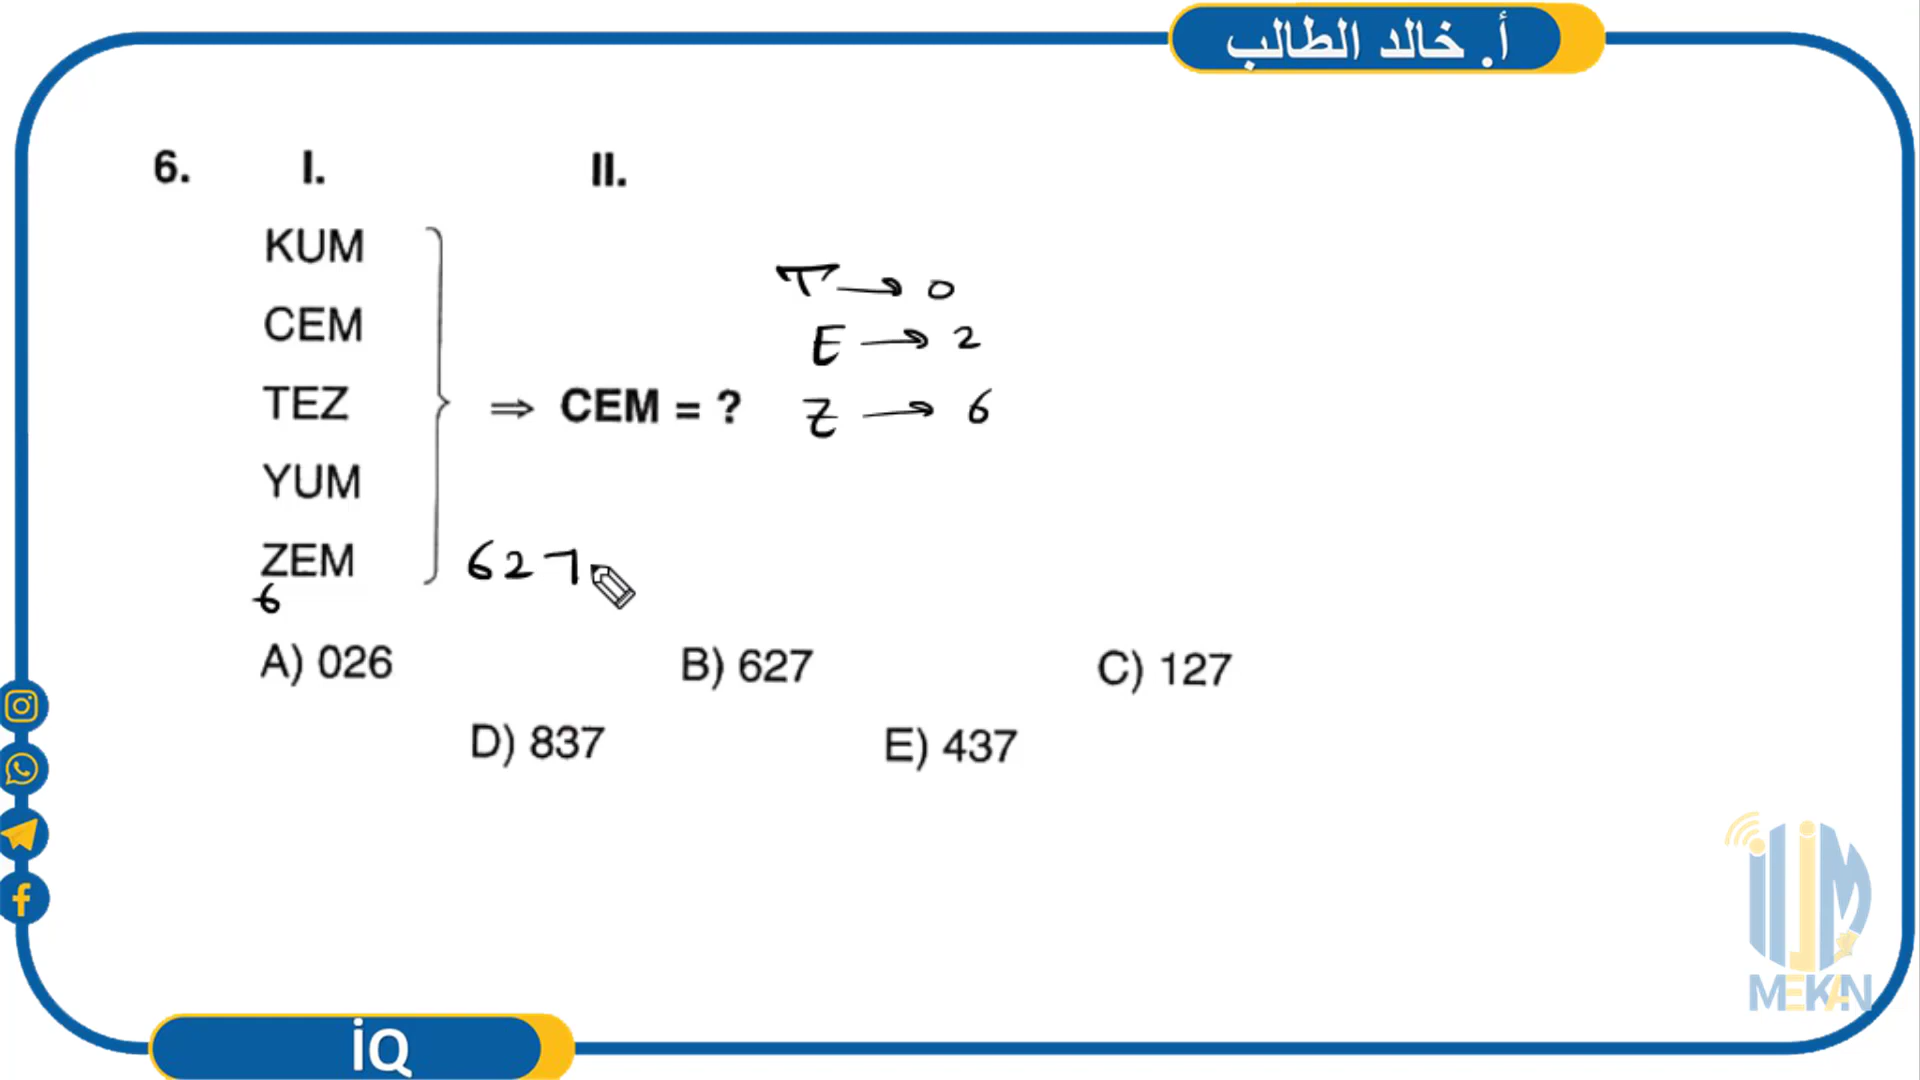 أ. خالد الطالب
6. I. II.
KUM
CEM
TEZ
YUM
ZEM
⇒ CEM = ?
T → 0
E → 2
Z → 6
627
6
A) 026 B) 627 C) 127
D) 837 E) 437
MEKAN
İQ